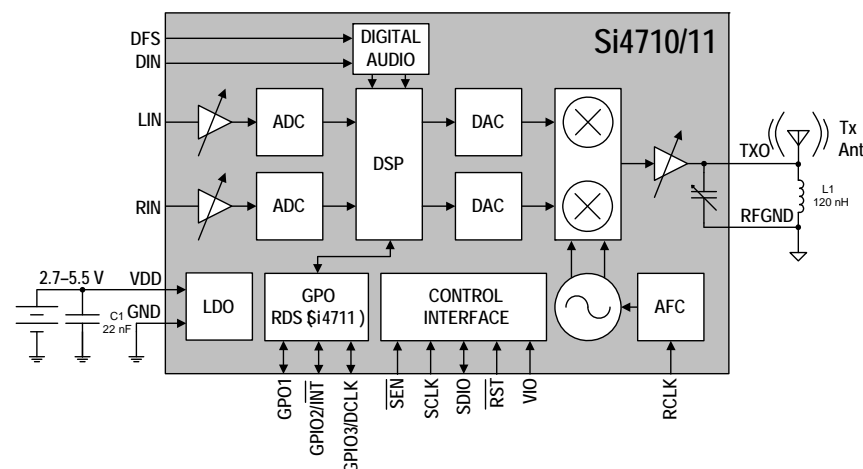 Si4710/11
DFS
DIN
DIGITAL
AUDIO
LIN
ADC
DSP
DAC
TXO
Tx
Ant
RIN
ADC
DAC
L1
120 nH
RFGND
2.7–5.5 V
VDD
GND
C1
22 nF
LDO
GPO
RDS (Si4711)
CONTROL
INTERFACE
AFC
GPO1
GPIO2/INT
GPIO3/DCLK
SEN
SCLK
SDIO
RST
VIO
RCLK